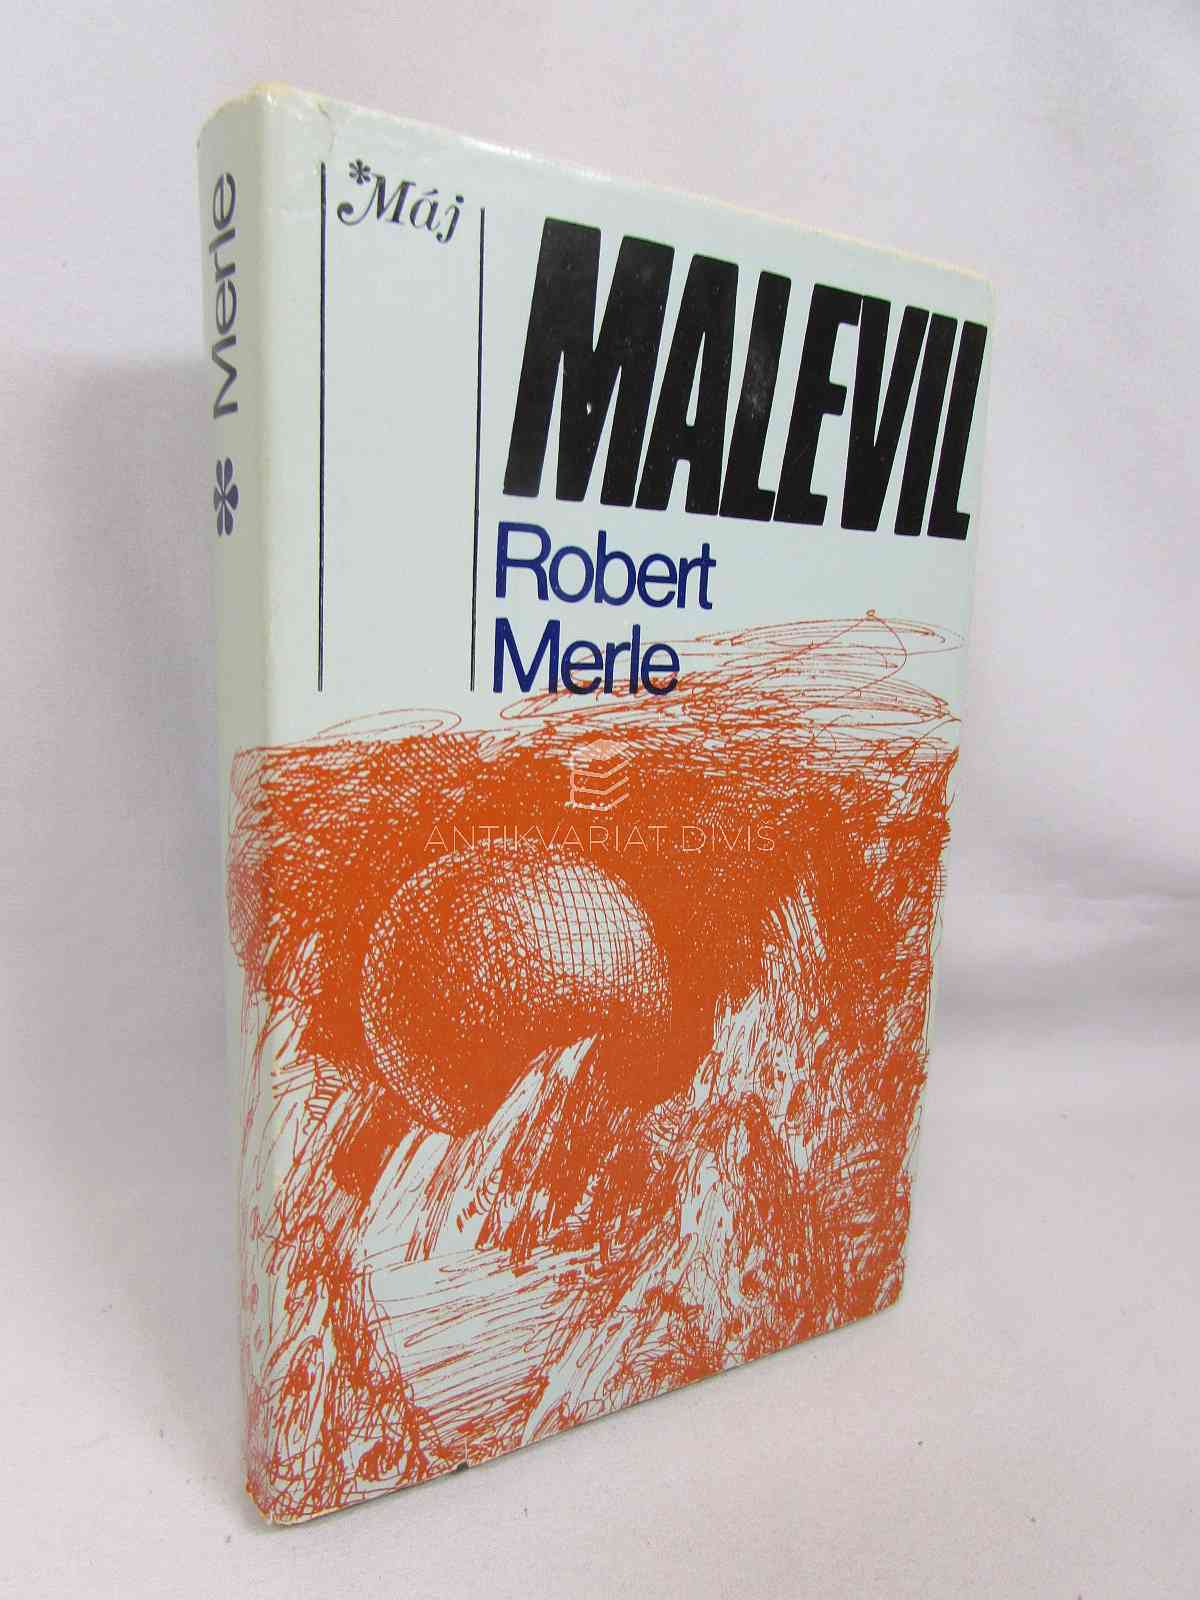 * Merle
*Máj
MALEVIL
Robert
Merle
ANTIKVARIÁT DIVIŠ